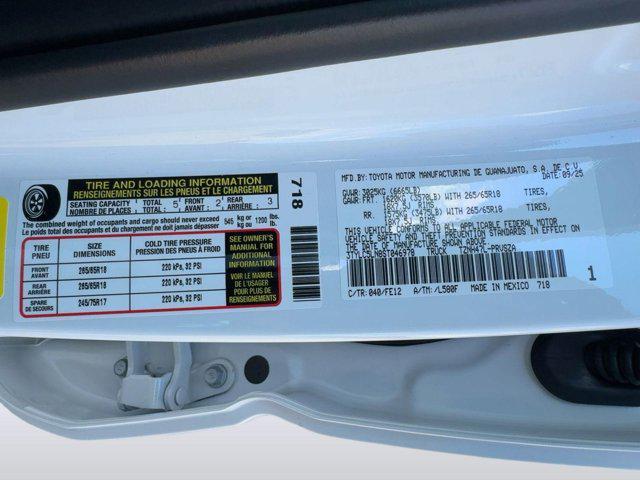 TIRE AND LOADING INFORMATION
RENSEIGNEMENTS SUR LES PNEUS ET LE CHARGEMENT
SEATING CAPACITY TOTAL : 5 FRONT : 2 REAR : 3
NOMBRE DE PLACES TOTAL : AVANT : ARRIÈRE :
The combined weight of occupants and cargo should never exceed 545 kg or 1200 lbs.
Le poids total des occupants et du chargement ne doit jamais dépasser kg ou lb.
TIRE SIZE COLD TIRE PRESSURE
PNEU DIMENSIONS PRESSION DES PNEUS À FROID
FRONT AVANT 265/65R18 220 kPa, 32 PSI
REAR ARRIÈRE 265/65R18 220 kPa, 32 PSI
SPARE DE SECOURS 245/75R17 220 kPa, 32 PSI
SEE OWNER'S
MANUAL FOR
ADDITIONAL
INFORMATION
VOIR LE MANUEL
DE L'USAGER
POUR PLUS DE
RENSEIGNEMENTS
718
MFD. BY: TOYOTA MOTOR MANUFACTURING DE GUANAJUATO, S.A. DE C.V.
DATE: 09/25
GVWR: 3025KG (6665LB)
GAWR: FRT. WITH 265/65R18 TIRES,
RR. WITH 265/65R18 TIRES,
THIS VEHICLE CONFORMS TO ALL APPLICABLE FEDERAL MOTOR
VEHICLE SAFETY AND THEFT PREVENTION STANDARDS IN EFFECT
ON THE DATE OF MANUFACTURE SHOWN ABOVE.
TRUCK
C/TR: 040/FE12 A/TM: /L580F MADE IN MEXICO 718
1